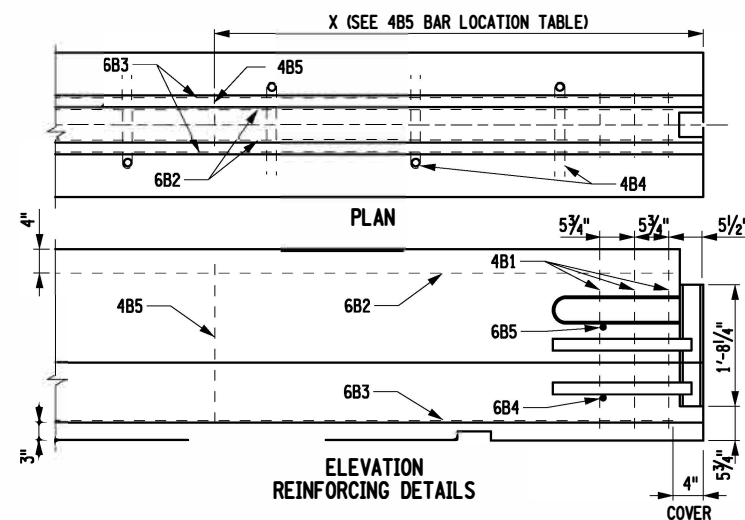 X (SEE 4B5 BAR LOCATION TABLE)
6B3
4B5
6B2
4B4
PLAN
4"
5¾"
5¾"
5½"
4B1
4B5
6B2
6B5
1'-8¼"
6B3
6B4
3"
5¾"
ELEVATION
REINFORCING DETAILS
4"
COVER